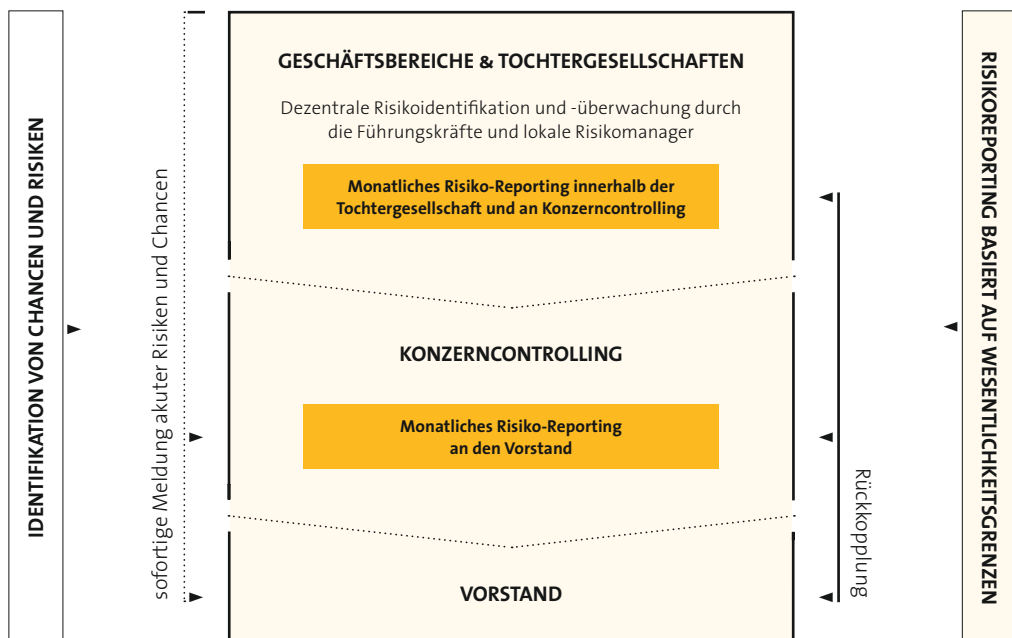 IDENTIFIKATION VON CHANCEN UND RISIKEN
sofortige Meldung akuter Risiken und Chancen
GESCHÄFTSBEREICHE & TOCHTERGESELLSCHAFTEN
Dezentrale Risikoidentifikation und -überwachung durch
die Führungskräfte und lokale Risikomanager
Monatliches Risiko-Reporting innerhalb der
Tochtergesellschaft und an Konzerncontrolling
KONZERNCONTROLLING
Monatliches Risiko-Reporting
an den Vorstand
VORSTAND
Rückkopplung
RISIKOREPORTING BASIERT AUF WESENTLICHKEITSGRENZEN